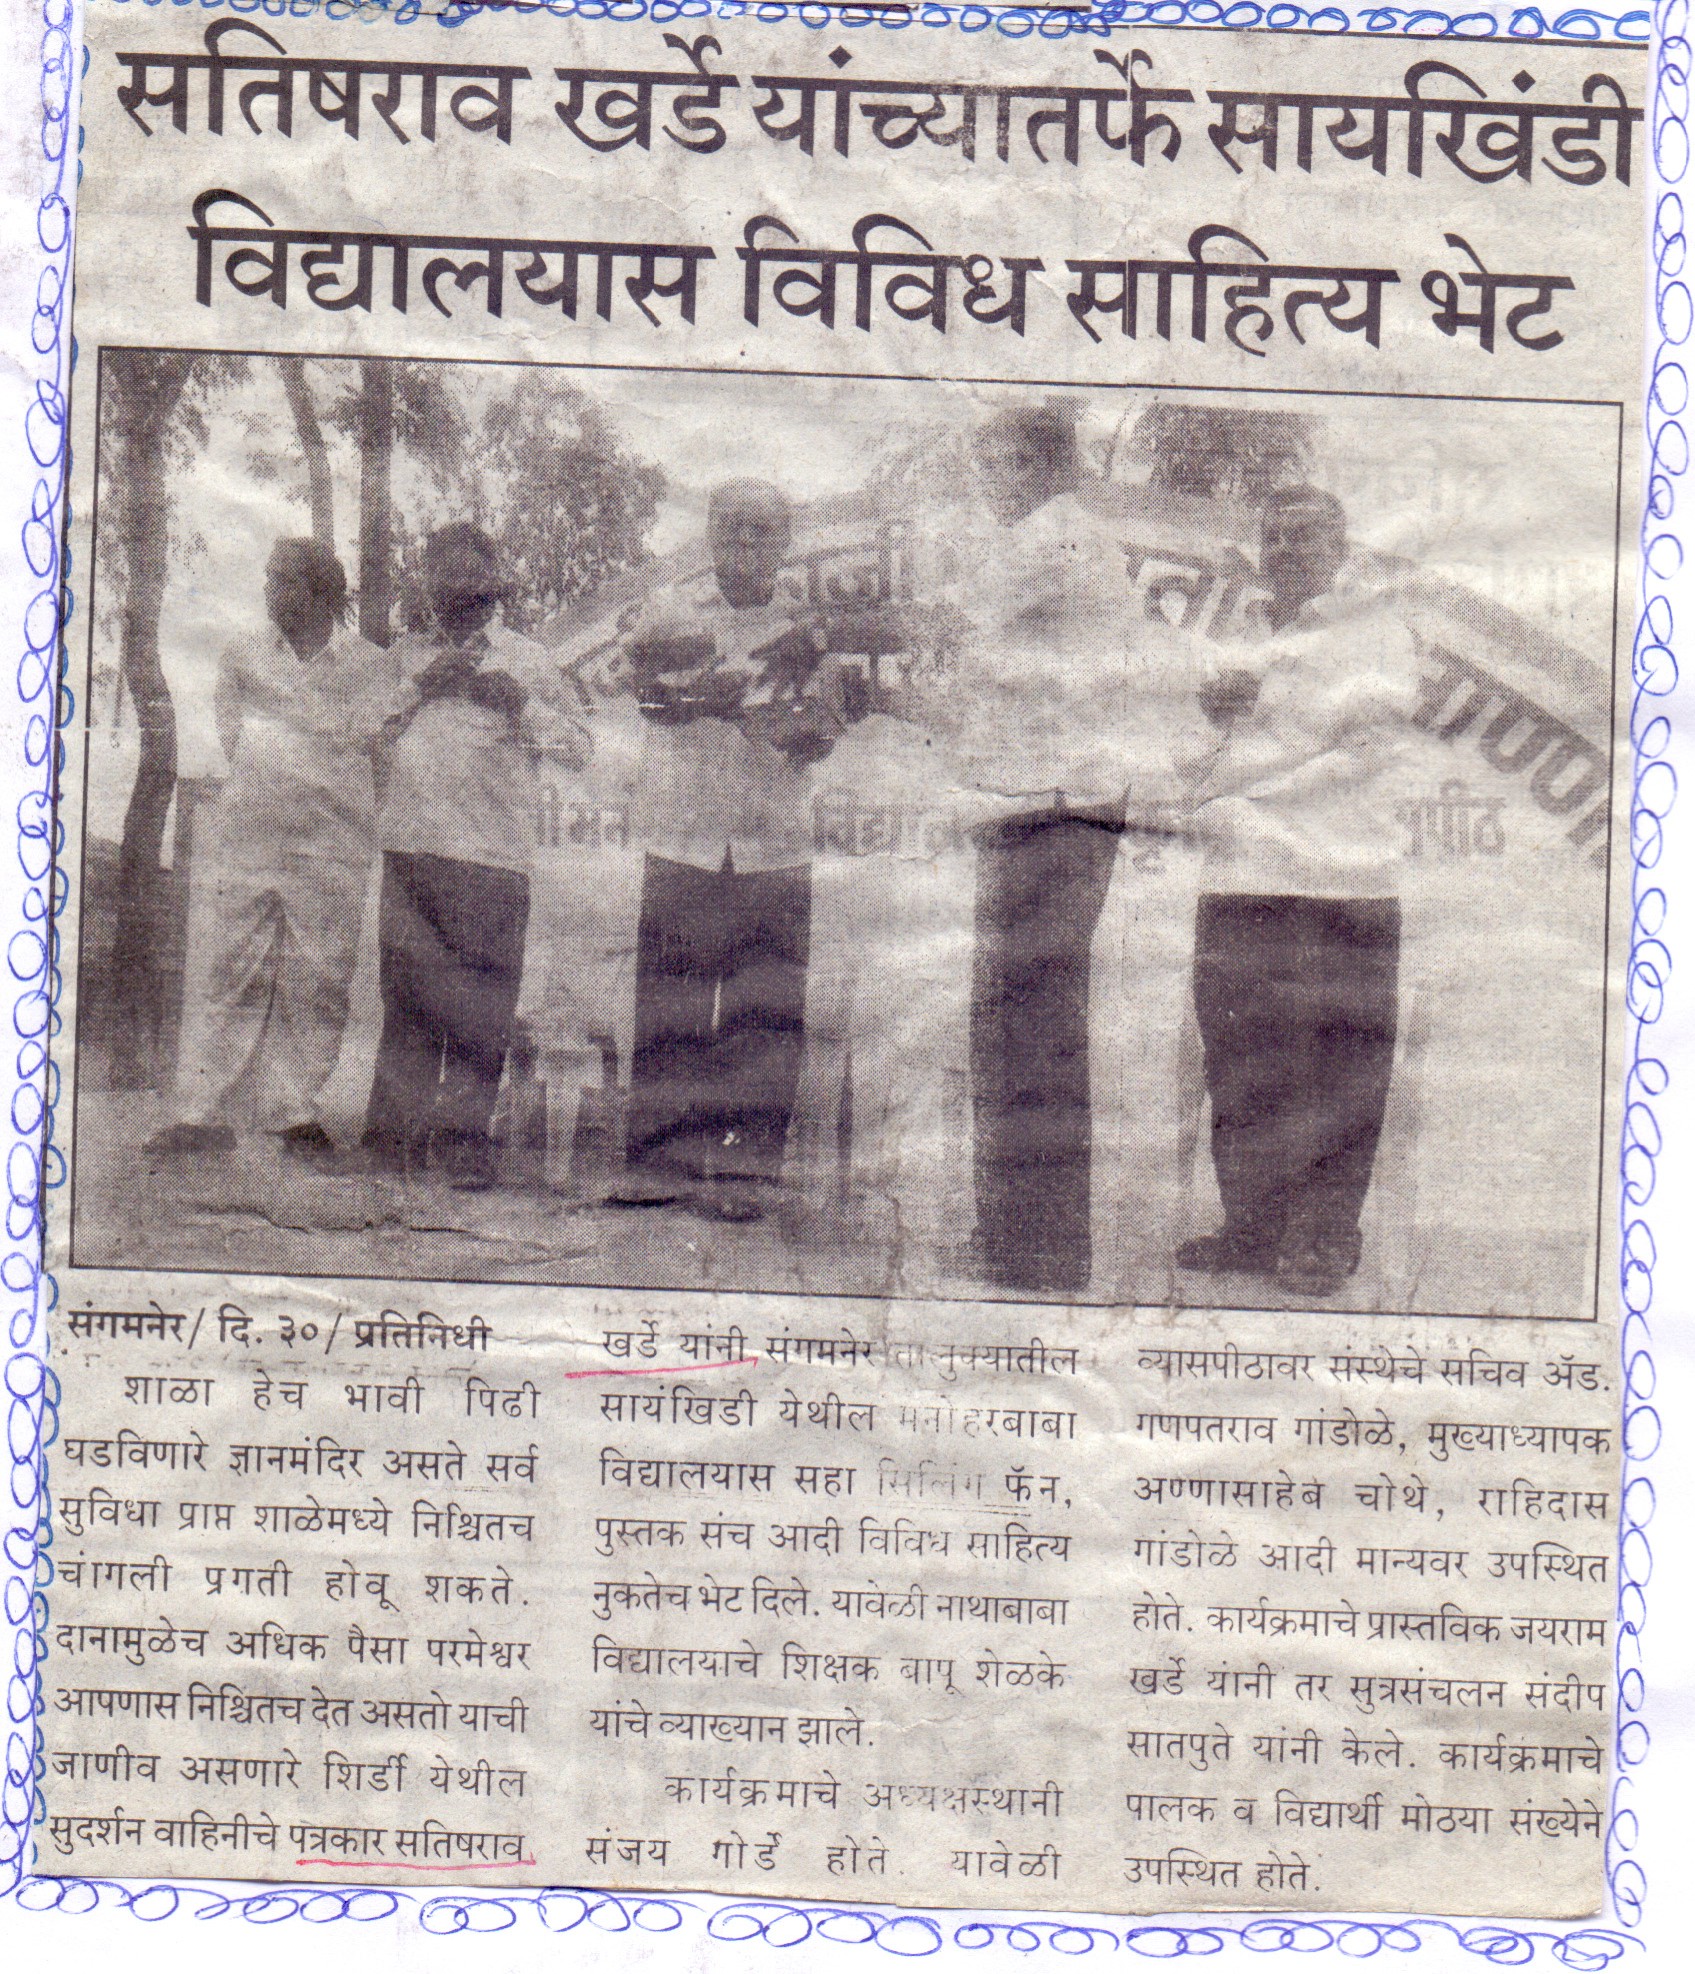 सतिषराव खर्डे यांच्यातर्फे सायखिंडी
विद्यालयास विविध साहित्य भेट
संगमनेर/ दि. ३०/ प्रतिनिधी
शाळा हेच भावी पिढी
घडविणारे ज्ञानमंदिर असते सर्व
सुविधा प्राप्त शाळेमध्ये निश्चितच
चांगली प्रगती होवू शकते.
दानामुळेच अधिक पैसा परमेश्वर
आपणास निश्चितच देत असतो याची
जाणीव असणारे शिर्डी येथील
सुदर्शन वाहिनीचे पत्रकार सतिषराव
खर्डे यांनी संगमनेर तालुक्यातील
सायंखिडी येथील मनोहरबाबा
विद्यालयास सहा सिलिंग फॅन,
पुस्तक संच आदी विविध साहित्य
नुकतेच भेट दिले. यावेळी नाथाबाबा
विद्यालयाचे शिक्षक बापू शेळके
यांचे व्याख्यान झाले.
कार्यक्रमाचे अध्यक्षस्थानी
संजय गोर्डे होते. यावेळी
व्यासपीठावर संस्थेचे सचिव ॲड.
गणपतराव गांडोळे, मुख्याध्यापक
अण्णासाहेब चोथे, राहिदास
गांडोळे आदी मान्यवर उपस्थित
होते. कार्यक्रमाचे प्रास्तविक जयराम
खर्डे यांनी तर सुत्रसंचलन संदीप
सातपुते यांनी केले. कार्यक्रमाचे
पालक व विद्यार्थी मोठया संख्येने
उपस्थित होते.